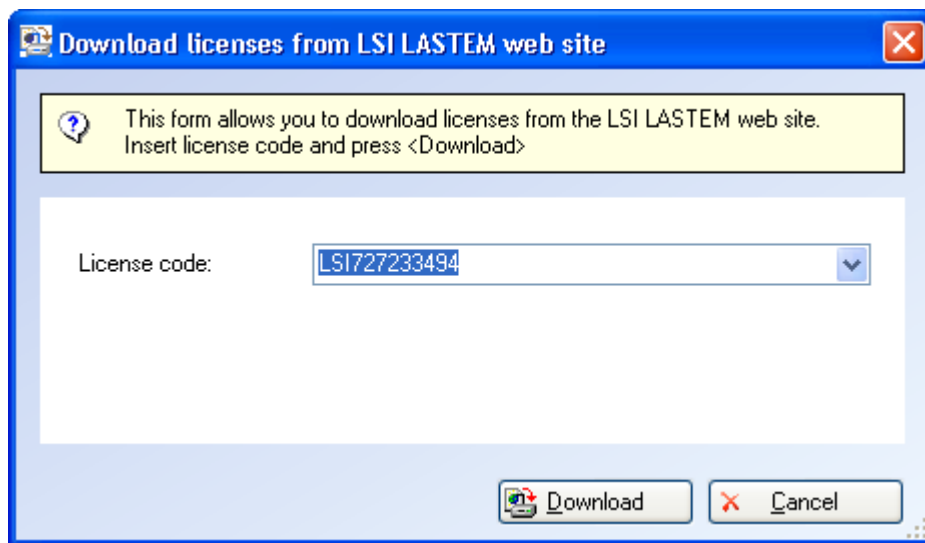 Download licenses from LSI LASTEM web site
This form allows you to download licenses from the LSI LASTEM web site.
Insert license code and press <Download>
License code:
LSI727233494
Download
Cancel